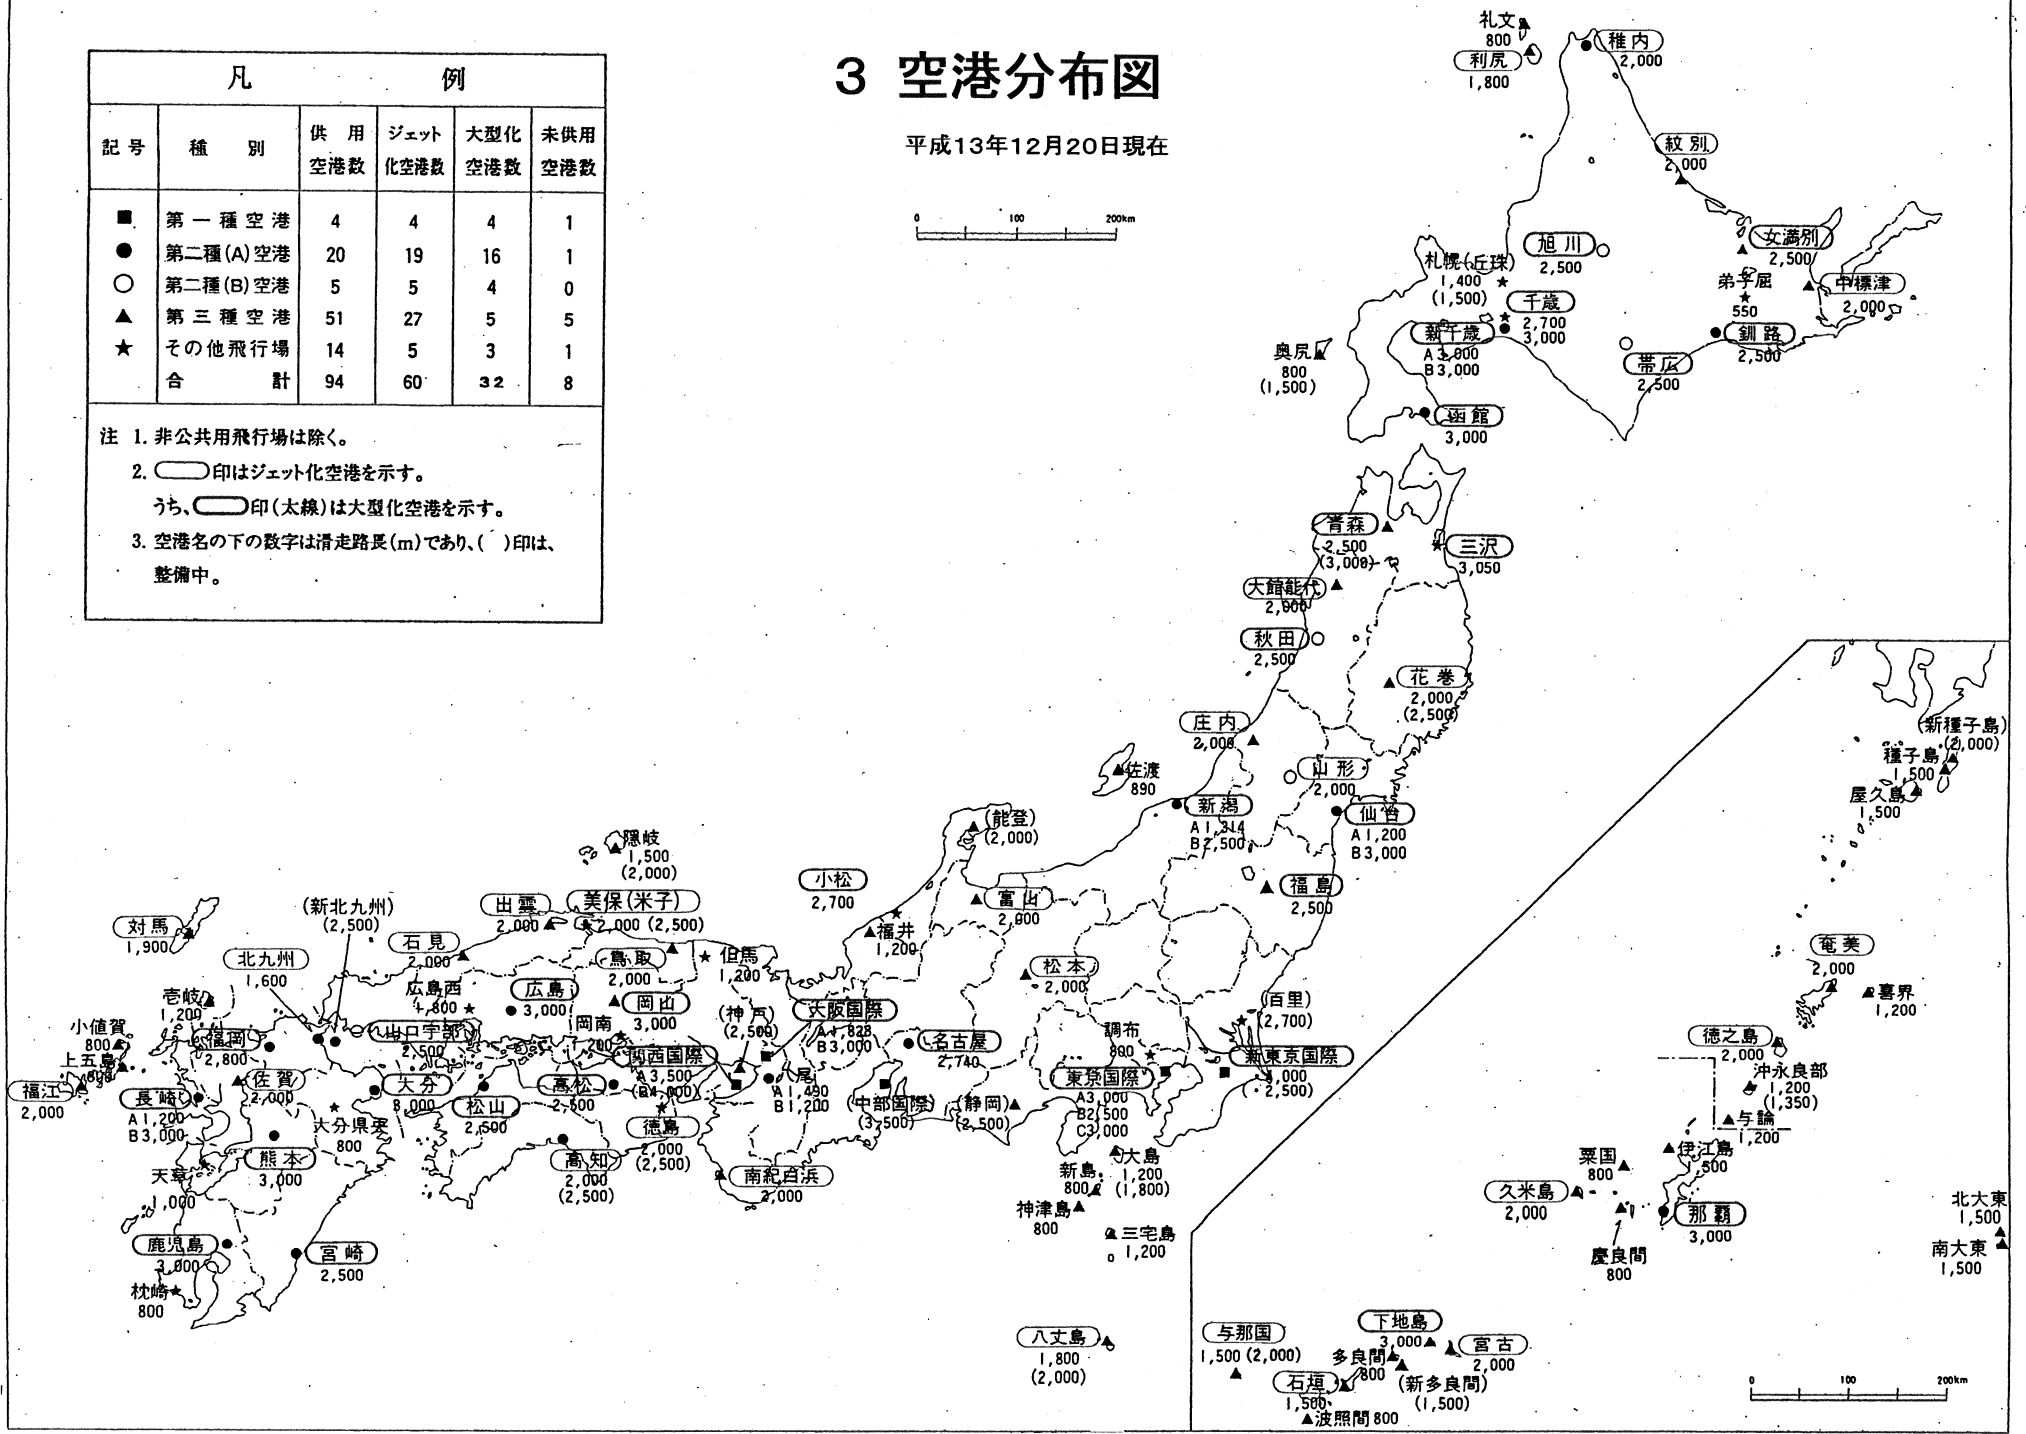 3 空港分布図
平成13年12月20日現在
0 100 200km
凡 例
記号 種別 供用空港数 ジェット化空港数 大型化空港数 未供用空港数
■ 第一種空港 4 4 4 1
● 第二種(A)空港 20 19 16 1
○ 第二種(B)空港 5 5 4 0
▲ 第三種空港 51 27 5 5
★ その他飛行場 14 5 3 1
合計 94 60 32 8
注 1. 非公共用飛行場は除く。
2. 印はジェット化空港を示す。
うち、印(太線)は大型化空港を示す。
3. 空港名の下の数字は滑走路長(m)であり、( )印は、
整備中。
礼文
800
利尻
1,800
稚内
2,000
紋別
2,000
女満別
2,500
旭川
2,500
札幌(丘珠)
1,400
(1,500)
弟子屈
550
中標津
2,000
千歳
2,700
3,000
新千歳
A3,000
B3,000
釧路
2,500
帯広
2,500
奥尻
800
(1,500)
函館
3,000
青森
2,500
(3,000)
三沢
3,050
大館能代
2,000
秋田
2,500
花巻
2,000
(2,500)
庄内
2,000
山形
2,000
佐渡
890
新潟
A1,314
B2,500
仙台
A1,200
B3,000
福島
2,500
(能登)
(2,000)
小松
2,700
富山
2,000
福井
1,200
松本
2,000
隠岐
1,500
(2,000)
出雲
2,000
美保(米子)
2,000 (2,500)
石見
2,000
鳥取
2,000
但馬
1,200
対馬
1,900
(新北九州)
(2,500)
北九州
1,600
広島西
広島
3,000
岡山
3,000
岡南
(神戸)
(2,500)
大阪国際
A1,828
B3,000
名古屋
2,740
(百里)
(2,700)
調布
800
新東京国際
(2,500)
東京国際
A3,000
B2,500
C3,000
壱岐
1,200
小値賀
800
上五島
福江
2,000
福岡
2,800
山口宇部
2,500
佐賀
2,000
長崎
A1,200
B3,000
大分
3,000
大分県央
800
松山
2,500
高松
2,500
関西国際
A3,500
(B4,000)
八尾
A1,490
B1,200
(中部国際)
(3,500)
(静岡)
(2,500)
徳島
2,000
(2,500)
高知
2,000
(2,500)
南紀白浜
2,000
熊本
3,000
天草
1,000
鹿児島
3,000
宮崎
2,500
枕崎
800
大島
1,200
(1,800)
新島
800
神津島
800
三宅島
1,200
八丈島
1,800
(2,000)
(新種子島)
(2,000)
種子島
1,500
屋久島
1,500
奄美
2,000
喜界
1,200
徳之島
2,000
沖永良部
1,200
(1,350)
与論
1,200
伊江島
1,500
粟国
800
久米島
2,000
慶良間
800
那覇
3,000
北大東
1,500
南大東
1,500
与那国
1,500 (2,000)
下地島
3,000
宮古
2,000
多良間
800
(新多良間)
(1,500)
石垣
1,500
波照間800
0 100 200km